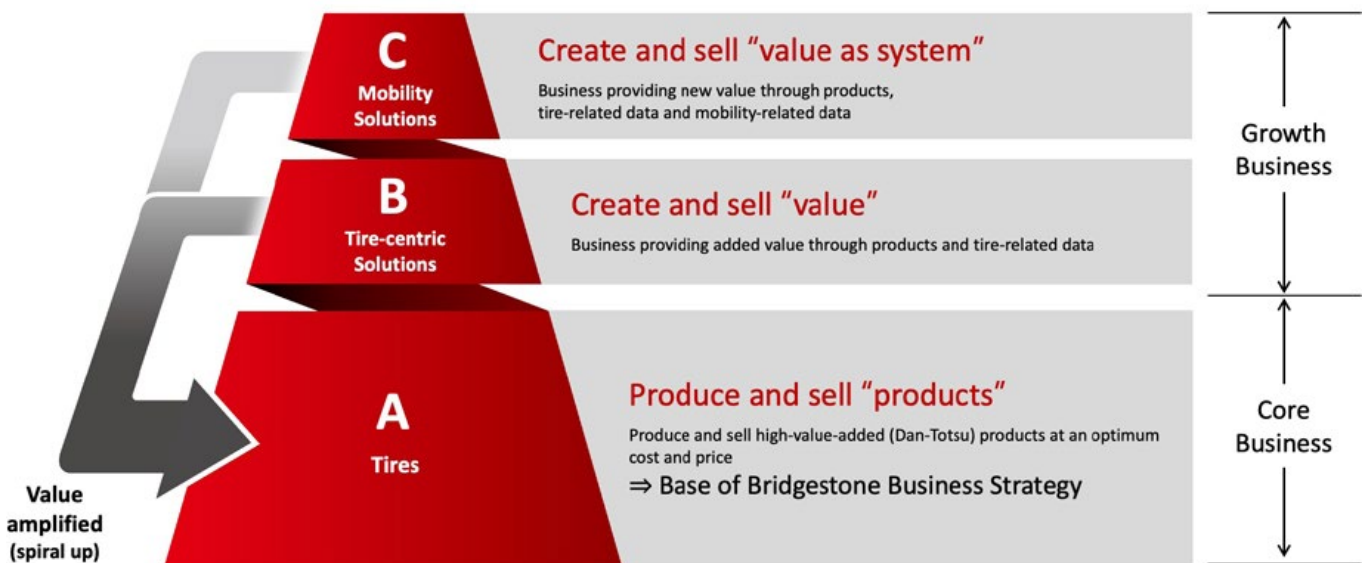 C
Mobility
Solutions
Create and sell “value as system”
Business providing new value through products,
tire-related data and mobility-related data
B
Tire-centric
Solutions
Create and sell “value”
Business providing added value through products and tire-related data
Growth
Business
A
Tires
Produce and sell “products”
Produce and sell high-value-added (Dan-Totsu) products at an optimum
cost and price
⇒ Base of Bridgestone Business Strategy
Core
Business
Value
amplified
(spiral up)